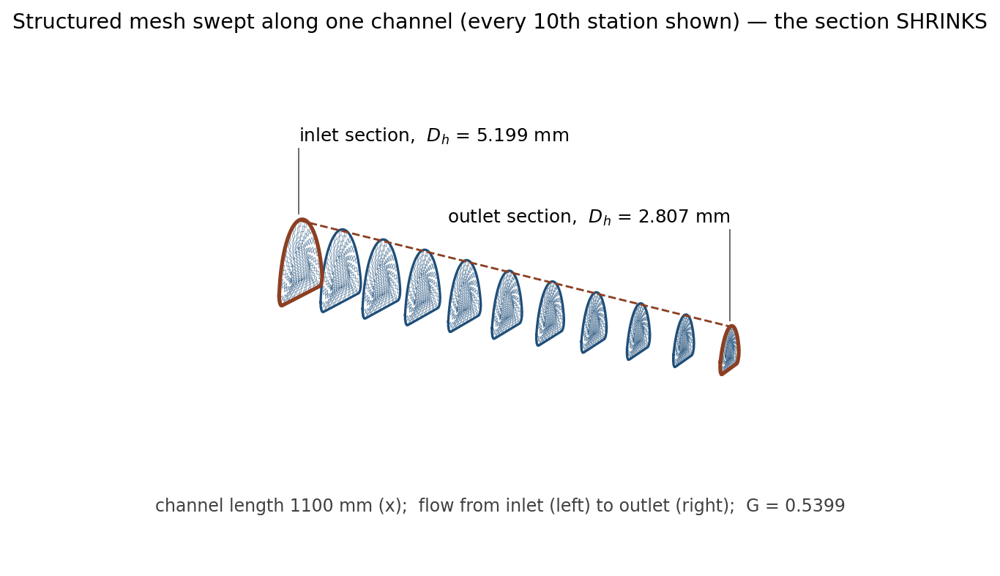 Structured mesh swept along one channel (every 10th station shown) — the section SHRINKS
inlet section, D_h = 5.199 mm
outlet section, D_h = 2.807 mm
channel length 1100 mm (x); flow from inlet (left) to outlet (right); G = 0.5399